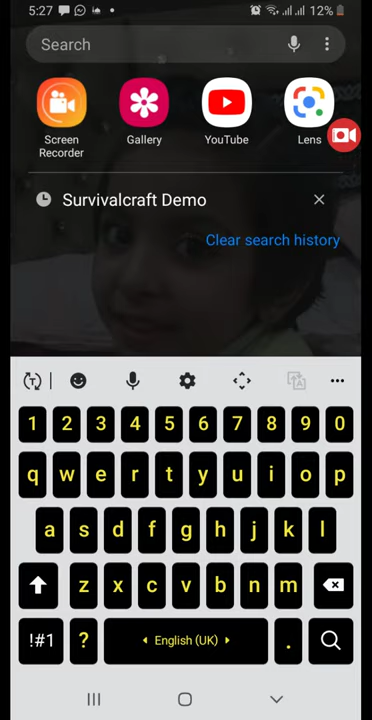 5:27 12%
Search
Screen Recorder Gallery YouTube Lens
Survivalcraft Demo
Clear search history
1 2 3 4 5 6 7 8 9 0
q w e r t y u i o p
a s d f g h j k l
z x c v b n m
!#1 ? English (UK) .